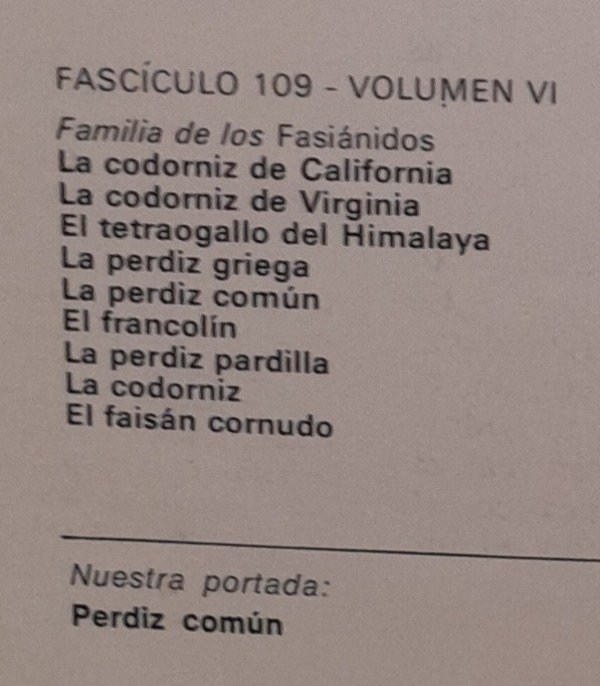 FASCÍCULO 109 - VOLUMEN VI
Familia de los Fasiánidos
La codorniz de California
La codorniz de Virginia
El tetraogallo del Himalaya
La perdiz griega
La perdiz común
El francolín
La perdiz pardilla
La codorniz
El faisán cornudo
Nuestra portada:
Perdiz común